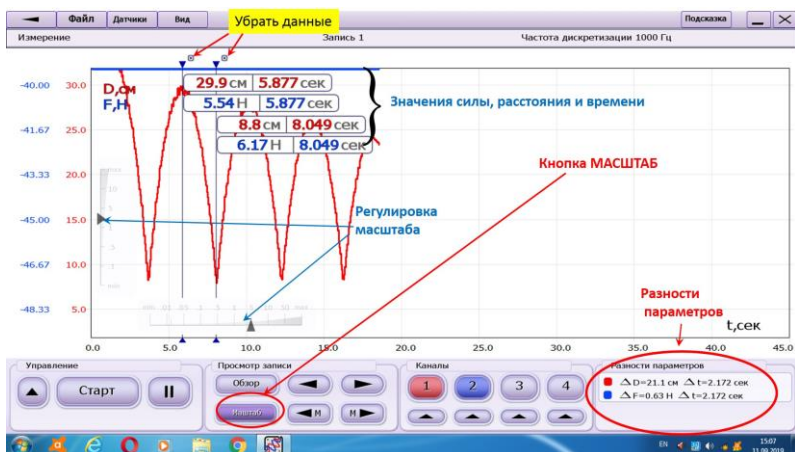 Файл Датчики Вид Убрать данные Подсказка
Измерение Запись 1 Частота дискретизации 1000 Гц
-40.00 30.0 D,см 29.9 см 5.877 сек
F,Н 5.54 Н 5.877 сек Значения силы, расстояния и времени
-41.67 25.0 8.8 см 8.049 сек
6.17 Н 8.049 сек
Кнопка МАСШТАБ
-43.33 20.0
-45.00 15.0 Регулировка
масштаба
-46.67 10.0
Разности
параметров
-48.33 5.0
t,сек
0.0 5.0 10.0 15.0 20.0 25.0 30.0 35.0 40.0 45.0
Управление Просмотр записи Каналы Разности параметров
Старт Обзор 1 2 3 4 △D=21.1 см △t=2.172 сек
△F=0.63 Н △t=2.172 сек
М М
EN 15:07
11.09.2019